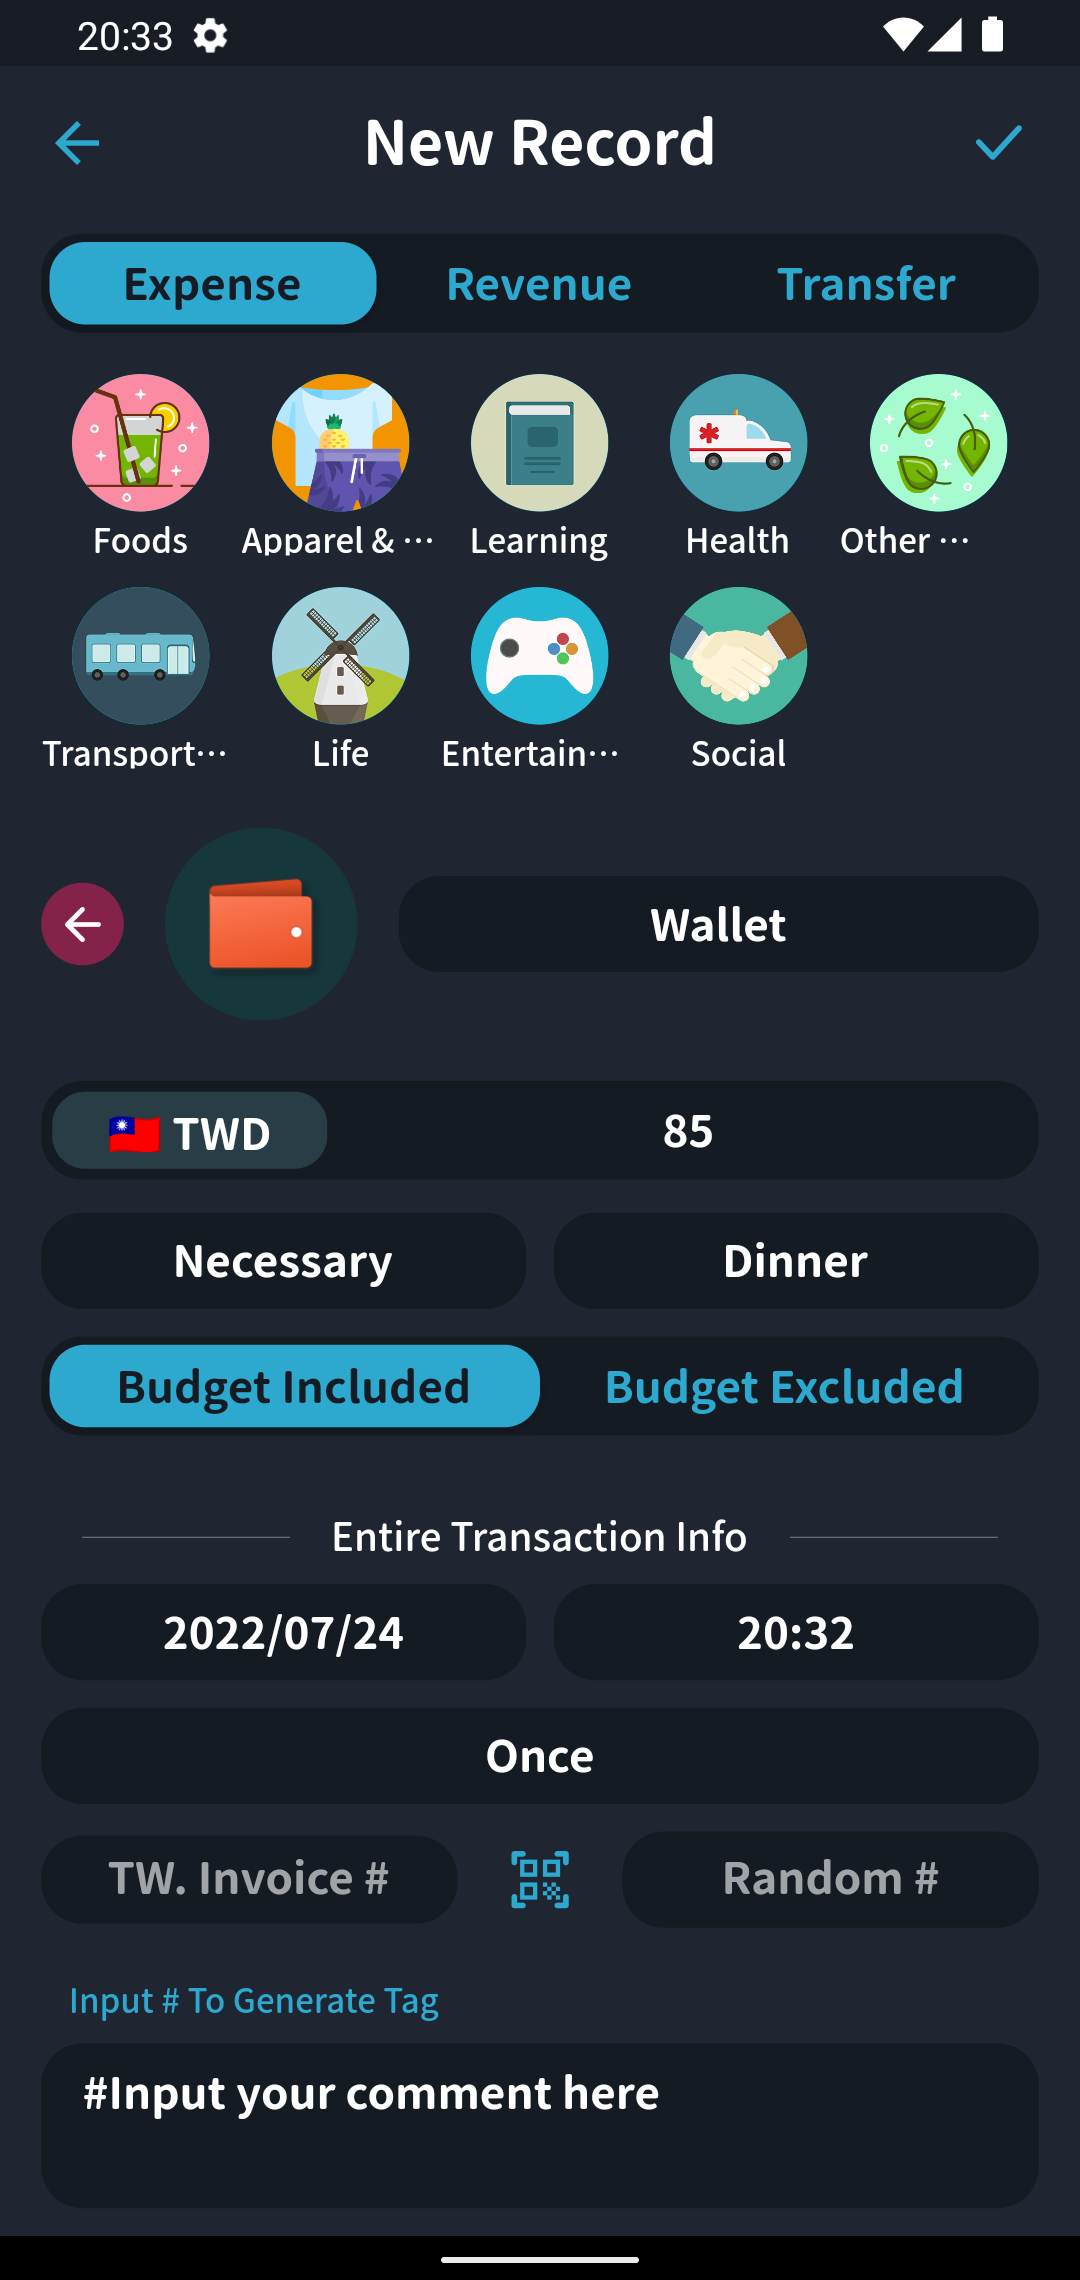 20:33
New Record
Expense Revenue Transfer
Foods Apparel & ··· Learning Health Other ···
Transport··· Life Entertain··· Social
Wallet
TWD 85
Necessary Dinner
Budget Included Budget Excluded
Entire Transaction Info
2022/07/24 20:32
Once
TW. Invoice # Random #
Input # To Generate Tag
#Input your comment here